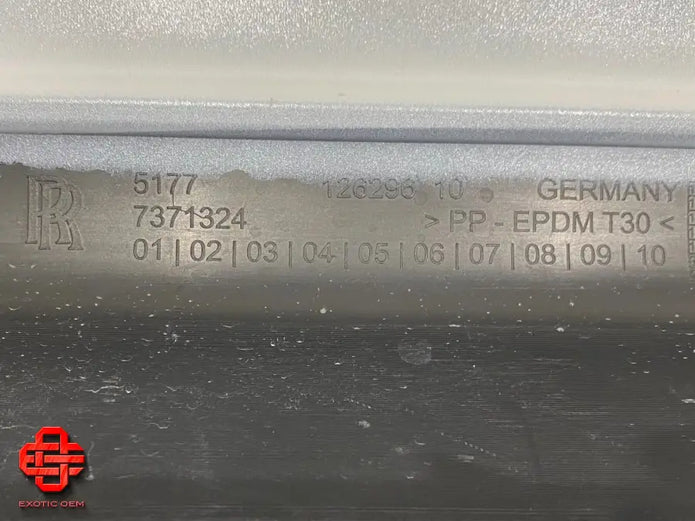 RR
5177 126296 10 GERMANY
7371324 > PP - EPDM T30 <
01|02|03|04|05|06|07|08|09|10
EXOTIC OEM